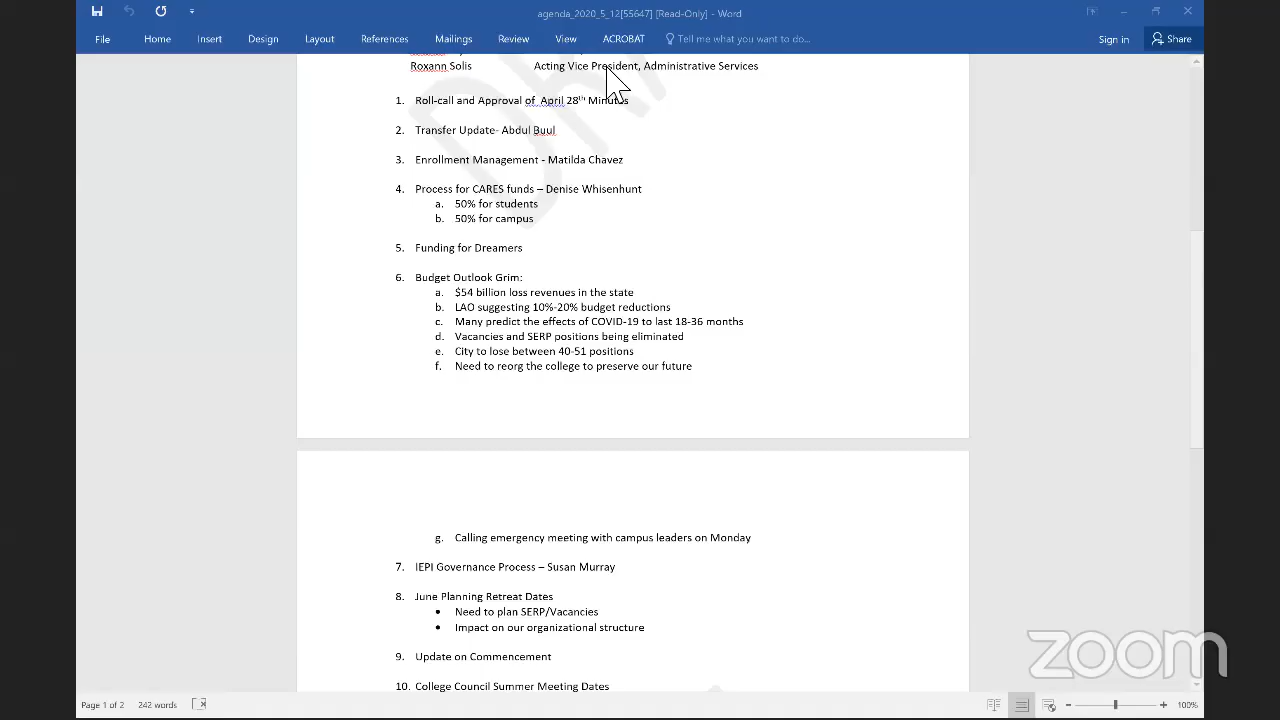 agenda_2020_5_12[55647] [Read-Only] - Word
File Home Insert Design Layout References Mailings Review View ACROBAT Tell me what you want to do... Sign in Share
Roxann Solis Acting Vice President, Administrative Services
1. Roll-call and Approval of April 28th Minutes
2. Transfer Update- Abdul Buul
3. Enrollment Management - Matilda Chavez
4. Process for CARES funds – Denise Whisenhunt
a. 50% for students
b. 50% for campus
5. Funding for Dreamers
6. Budget Outlook Grim:
a. $54 billion loss revenues in the state
b. LAO suggesting 10%-20% budget reductions
c. Many predict the effects of COVID-19 to last 18-36 months
d. Vacancies and SERP positions being eliminated
e. City to lose between 40-51 positions
f. Need to reorg the college to preserve our future
g. Calling emergency meeting with campus leaders on Monday
7. IEPI Governance Process – Susan Murray
8. June Planning Retreat Dates
• Need to plan SERP/Vacancies
• Impact on our organizational structure
9. Update on Commencement
10. College Council Summer Meeting Dates
zoom
Page 1 of 2 242 words 100%